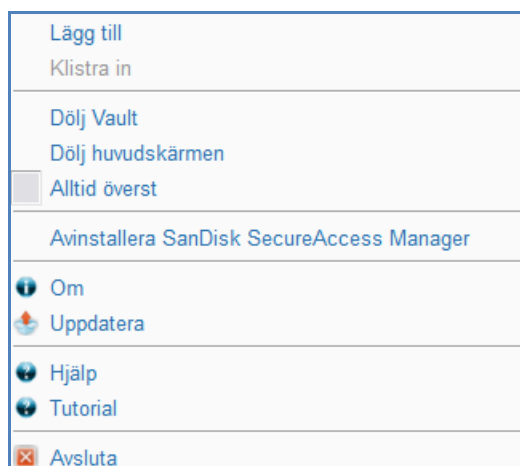 Lägg till
Klistra in
Dölj Vault
Dölj huvudskärmen
Alltid överst
Avinstallera SanDisk SecureAccess Manager
Om
Uppdatera
Hjälp
Tutorial
Avsluta